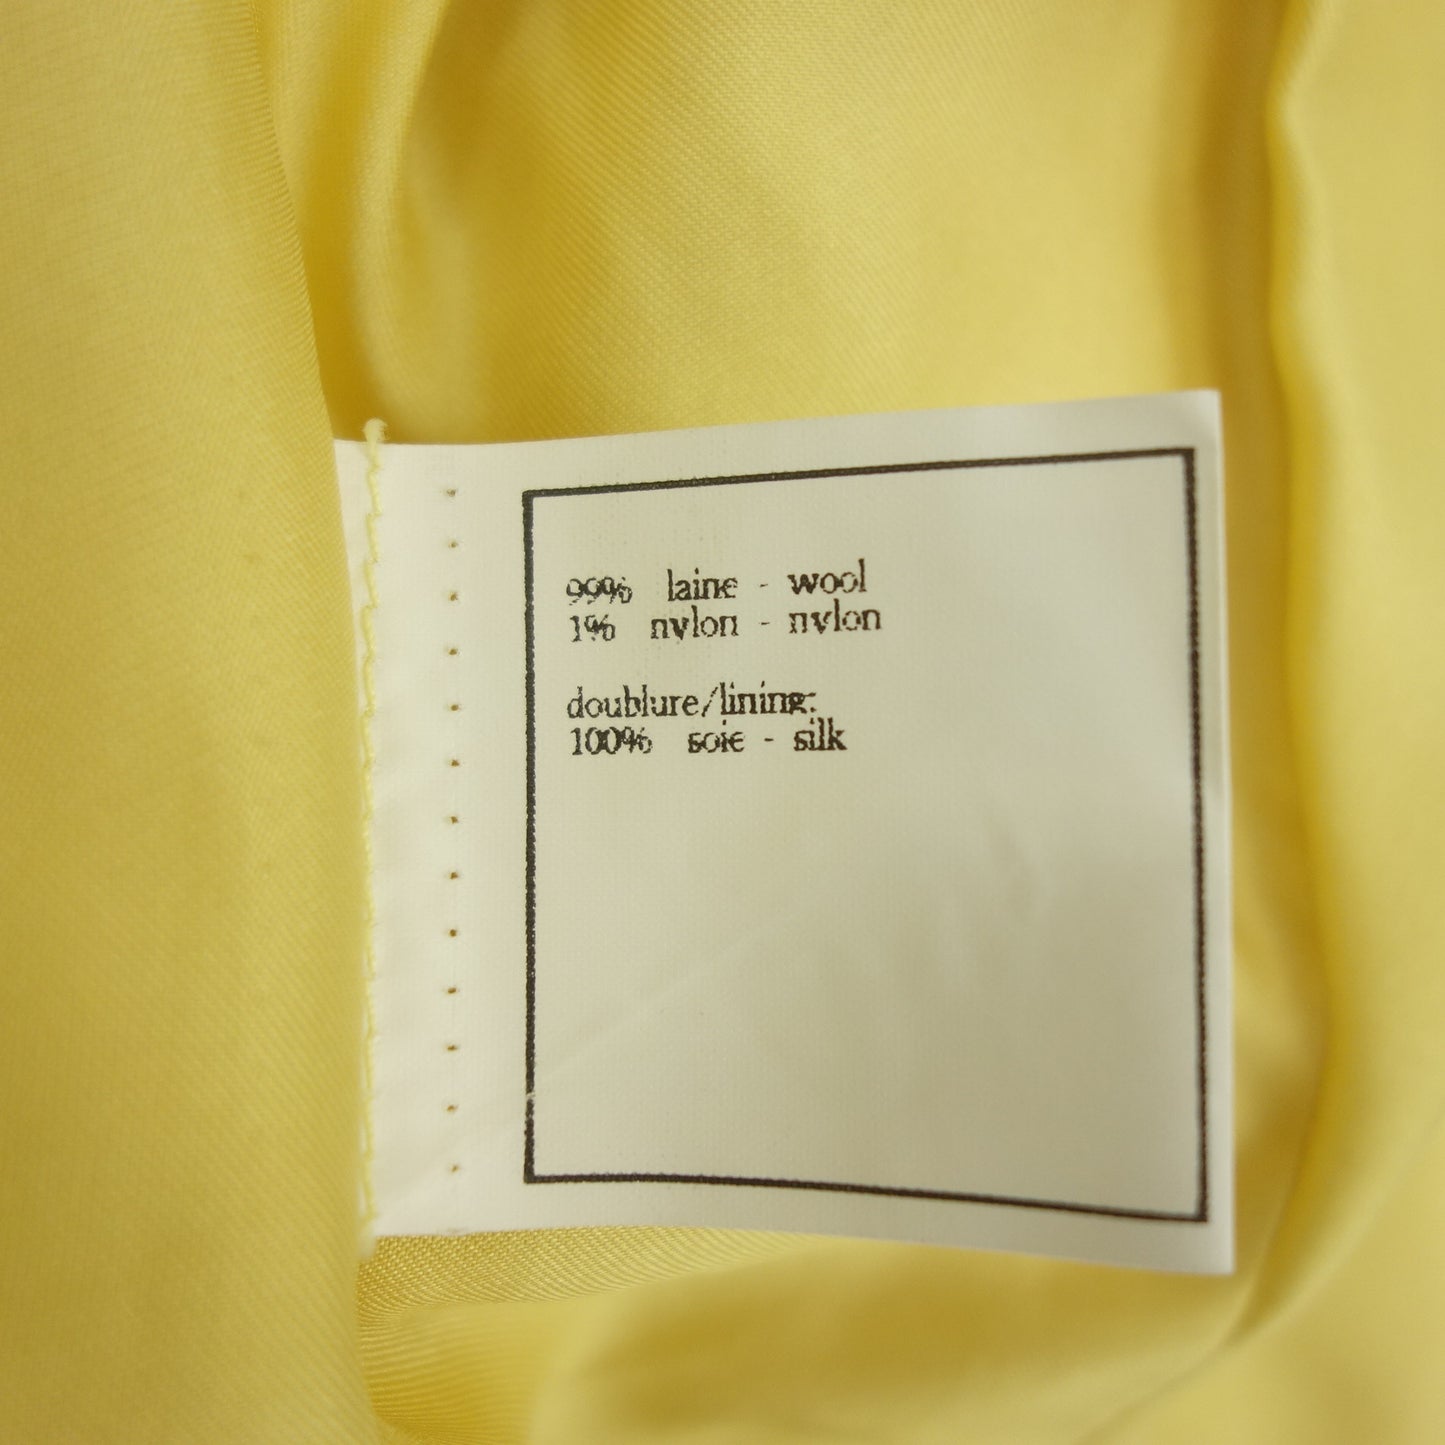 99% laine - wool
1% nylon - nylon
doublure/lining:
100% soie - silk